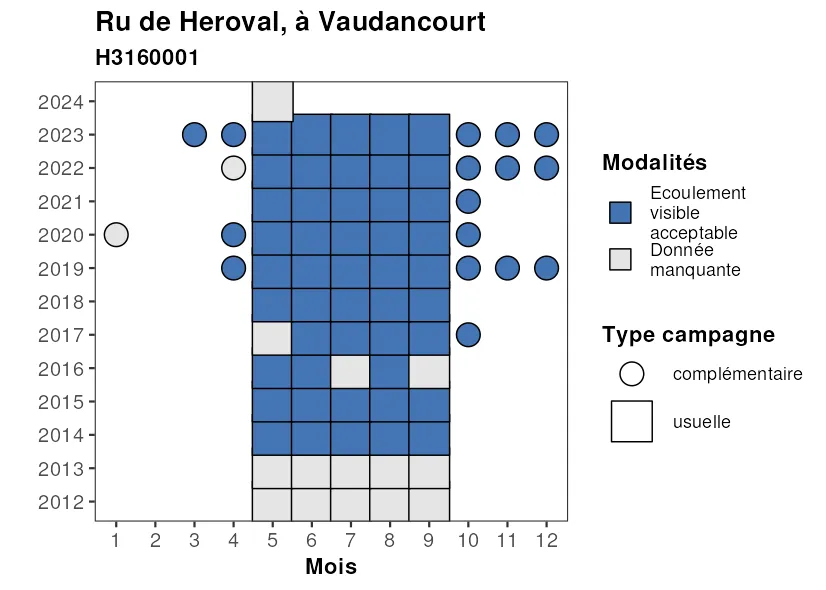 Ru de Heroval, à Vaudancourt
H3160001
2024
2023
2022
2021
2020
2019
2018
2017
2016
2015
2014
2013
2012
1 2 3 4 5 6 7 8 9 10 11 12
Mois
Modalités
Ecoulement
visible
acceptable
Donnée
manquante
Type campagne
complémentaire
usuelle